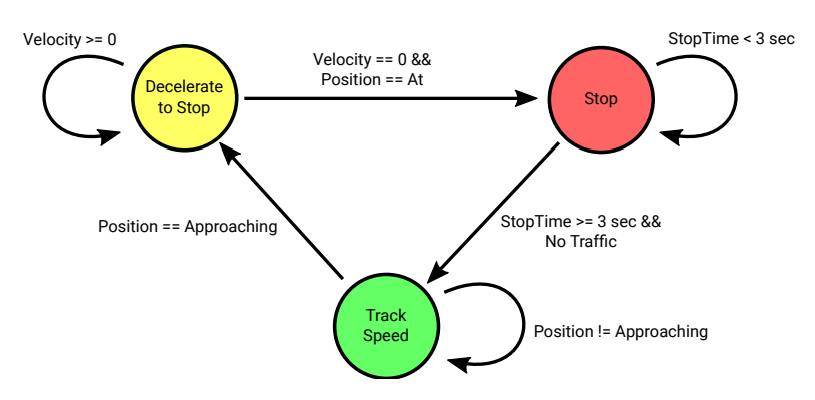 Velocity >= 0
StopTime < 3 sec
Velocity == 0 &&
Position == At
Decelerate
to Stop
Stop
Position == Approaching
StopTime >= 3 sec &&
No Traffic
Track
Speed
Position != Approaching